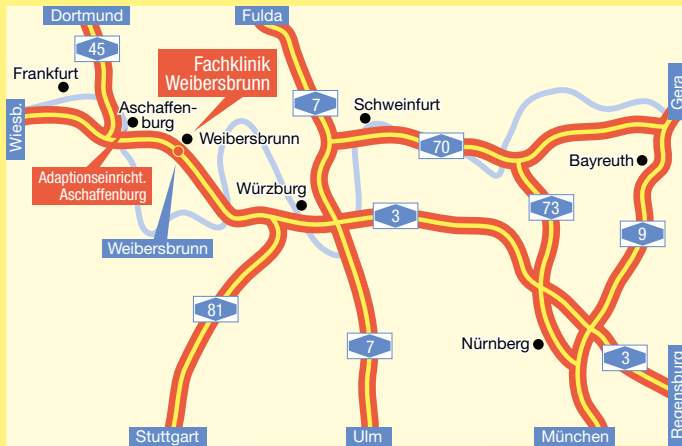 Dortmund
Fulda
45
Frankfurt
Fachklinik
Weibersbrunn
Gera
Wiesb.
7
Schweinfurt
Aschaffen-
burg
Weibersbrunn
70
Bayreuth
Adaptionseinricht.
Aschaffenburg
Würzburg
73
3
9
Weibersbrunn
81
7
Nürnberg
3
Regensburg
Stuttgart
Ulm
München